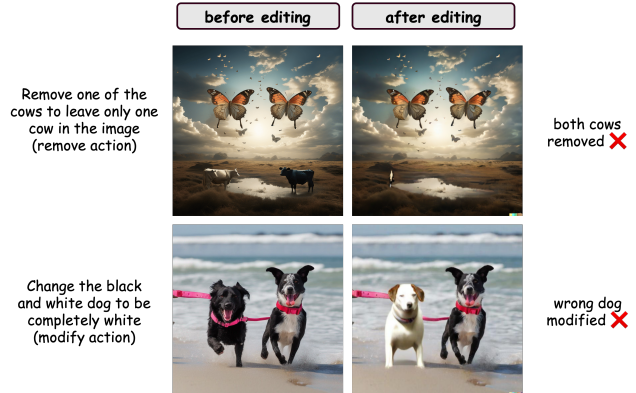 before editing
after editing
Remove one of the
cows to leave only one
cow in the image
(remove action)
both cows
removed ❌
Change the black
and white dog to be
completely white
(modify action)
wrong dog
modified ❌